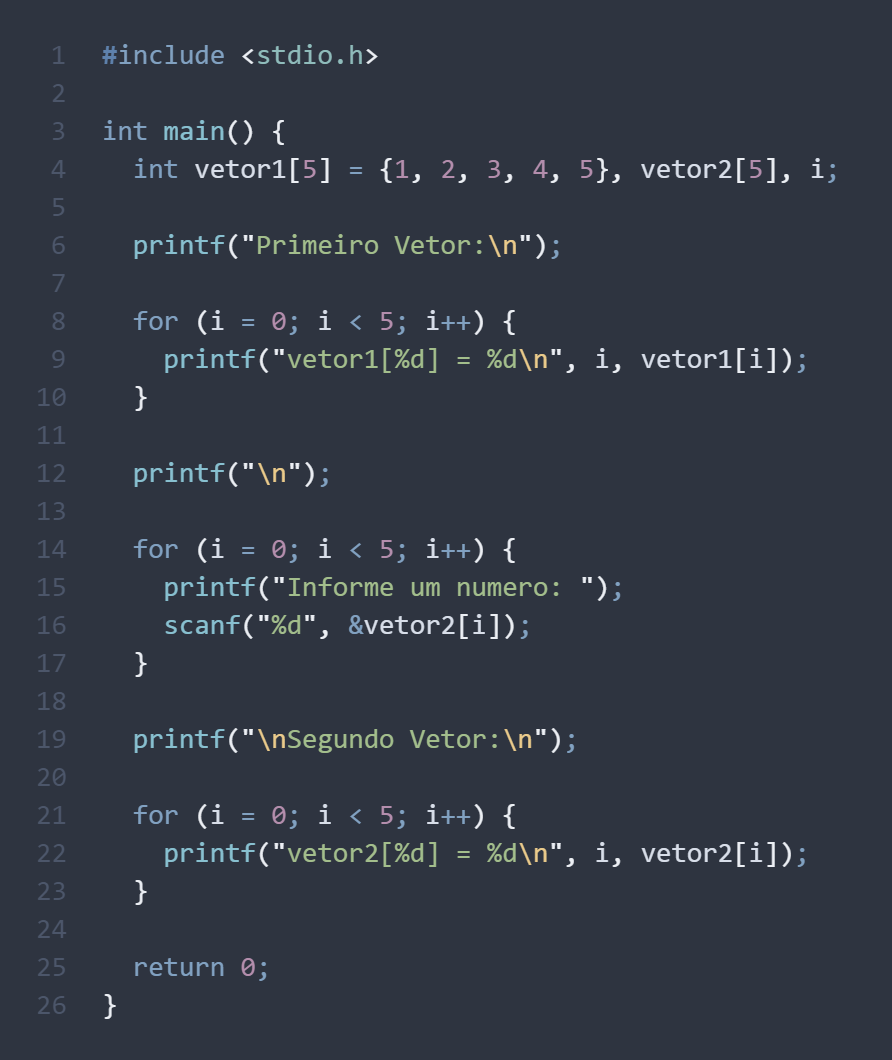 1 #include <stdio.h>
2
3 int main() {
4   int vetor1[5] = {1, 2, 3, 4, 5}, vetor2[5], i;
5
6   printf("Primeiro Vetor:\n");
7
8   for (i = 0; i < 5; i++) {
9     printf("vetor1[%d] = %d\n", i, vetor1[i]);
10   }
11
12   printf("\n");
13
14   for (i = 0; i < 5; i++) {
15     printf("Informe um numero: ");
16     scanf("%d", &vetor2[i]);
17   }
18
19   printf("\nSegundo Vetor:\n");
20
21   for (i = 0; i < 5; i++) {
22     printf("vetor2[%d] = %d\n", i, vetor2[i]);
23   }
24
25   return 0;
26 }